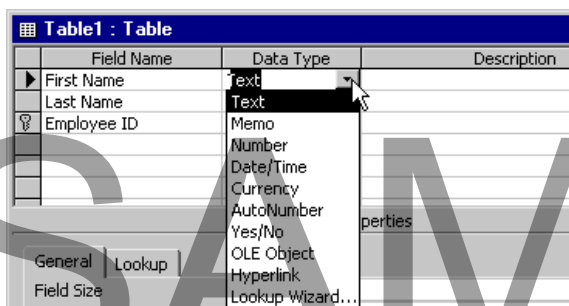 Table1 : Table
Field Name Data Type Description
First Name Text
Last Name Text
Employee ID Memo
Number
Date/Time
Currency
AutoNumber
perties
Yes/No
General Lookup OLE Object
Hyperlink
Field Size Lookup Wizard...
SAM